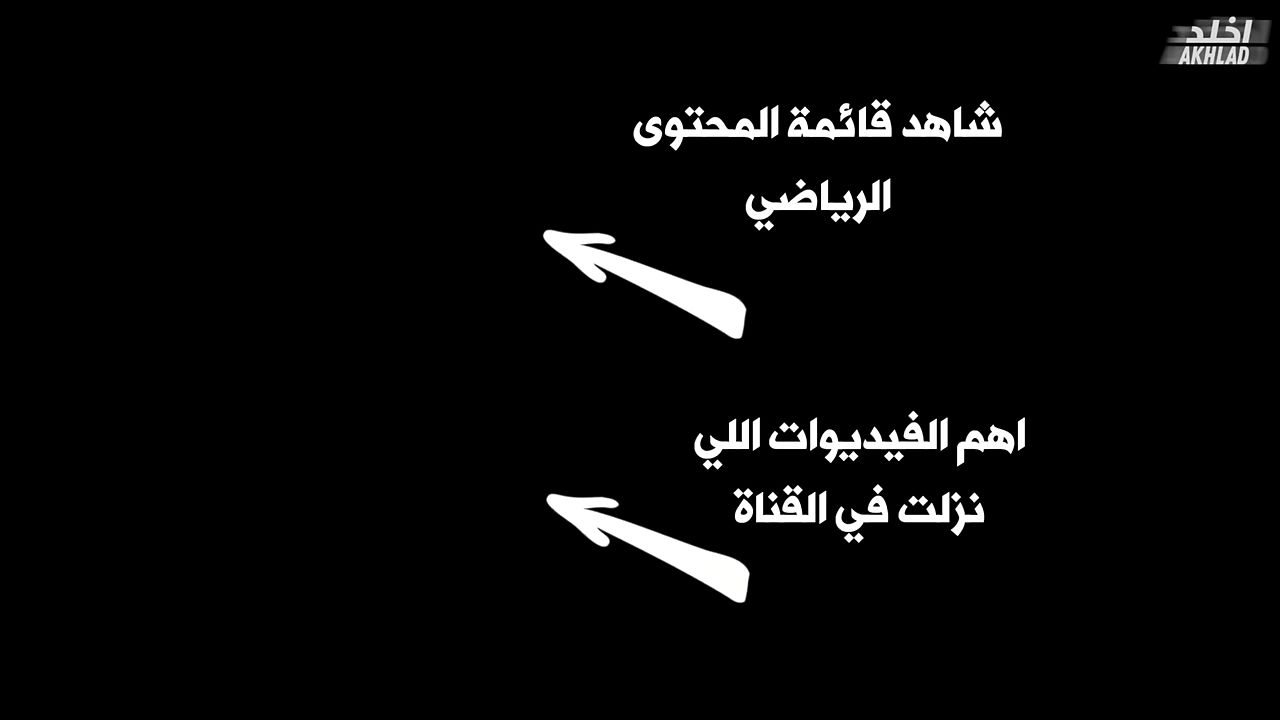 اخلد
AKHLAD
شاهد قائمة المحتوى
الرياضي
اهم الفيديوات اللي
نزلت في القناة